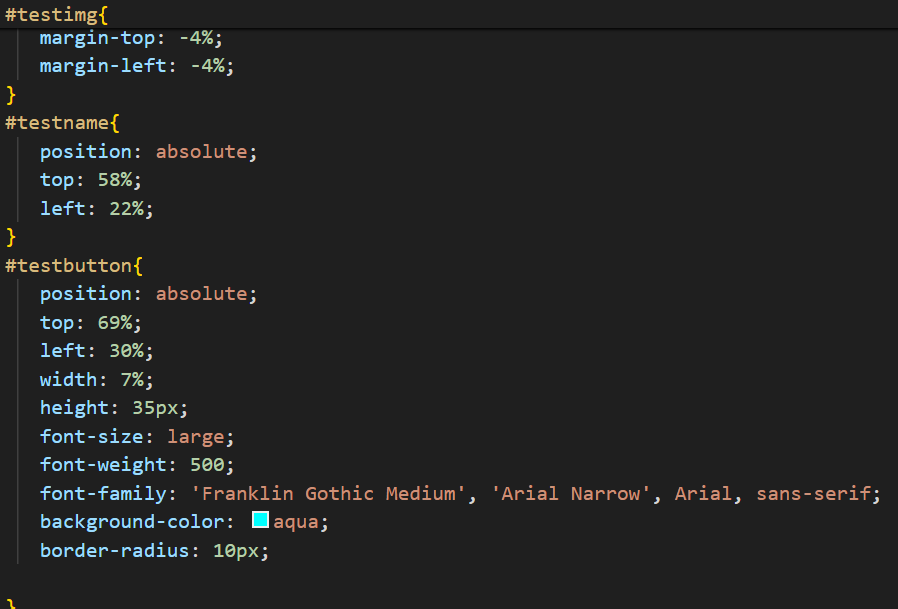 #testimg{
margin-top: -4%;
margin-left: -4%;
}
#testname{
position: absolute;
top: 58%;
left: 22%;
}
#testbutton{
position: absolute;
top: 69%;
left: 30%;
width: 7%;
height: 35px;
font-size: large;
font-weight: 500;
font-family: 'Franklin Gothic Medium', 'Arial Narrow', Arial, sans-serif;
background-color: aqua;
border-radius: 10px;
}